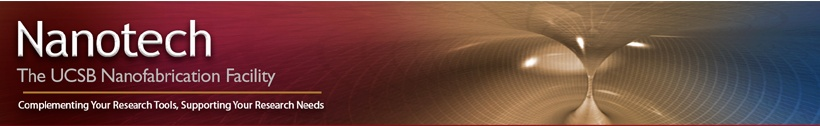 Nanotech
The UCSB Nanofabrication Facility
Complementing Your Research Tools, Supporting Your Research Needs